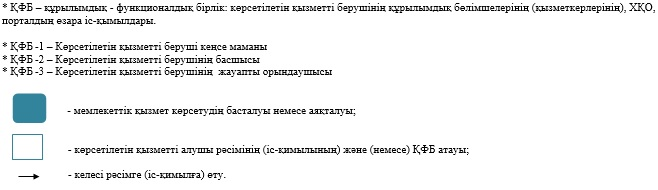 * ҚФБ – құрылымдық - функционалдық бірлік: көрсетілетін қызметті берушінің құрылымдық бөлімшелерінің (қызметкерлерінің), ХҚО,
порталдың өзара іс-қимылдары.
* ҚФБ -1 – Көрсетілетін қызметті беруші кеңсе маманы
* ҚФБ -2 – Көрсетілетін қызметті берушінің басшысы
* ҚФБ -3 – Көрсетілетін қызметті берушінің жауапты орындаушысы
- мемлекеттік қызмет көрсетудің басталуы немесе аяқталуы;
- көрсетілетін қызметті алушы рәсімінің (іс-қимылының) және (немесе) ҚФБ атауы;
- келесі рәсімге (іс-қимылға) өту.